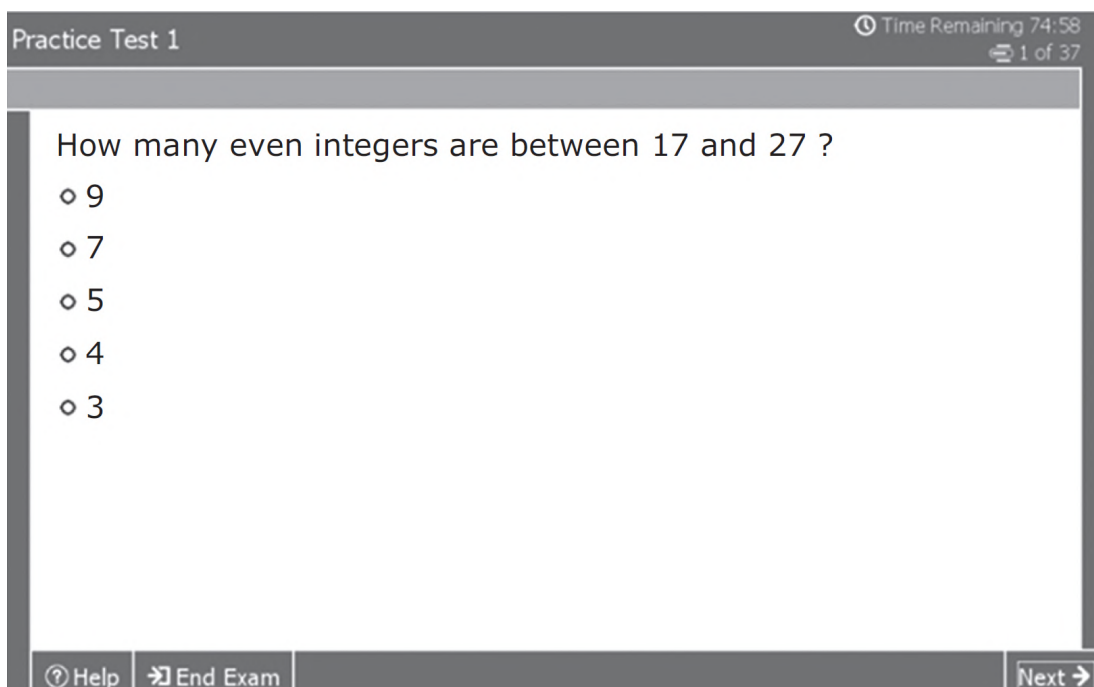 Practice Test 1
Time Remaining 74:58
1 of 37
How many even integers are between 17 and 27 ?
9
7
5
4
3
Help
End Exam
Next